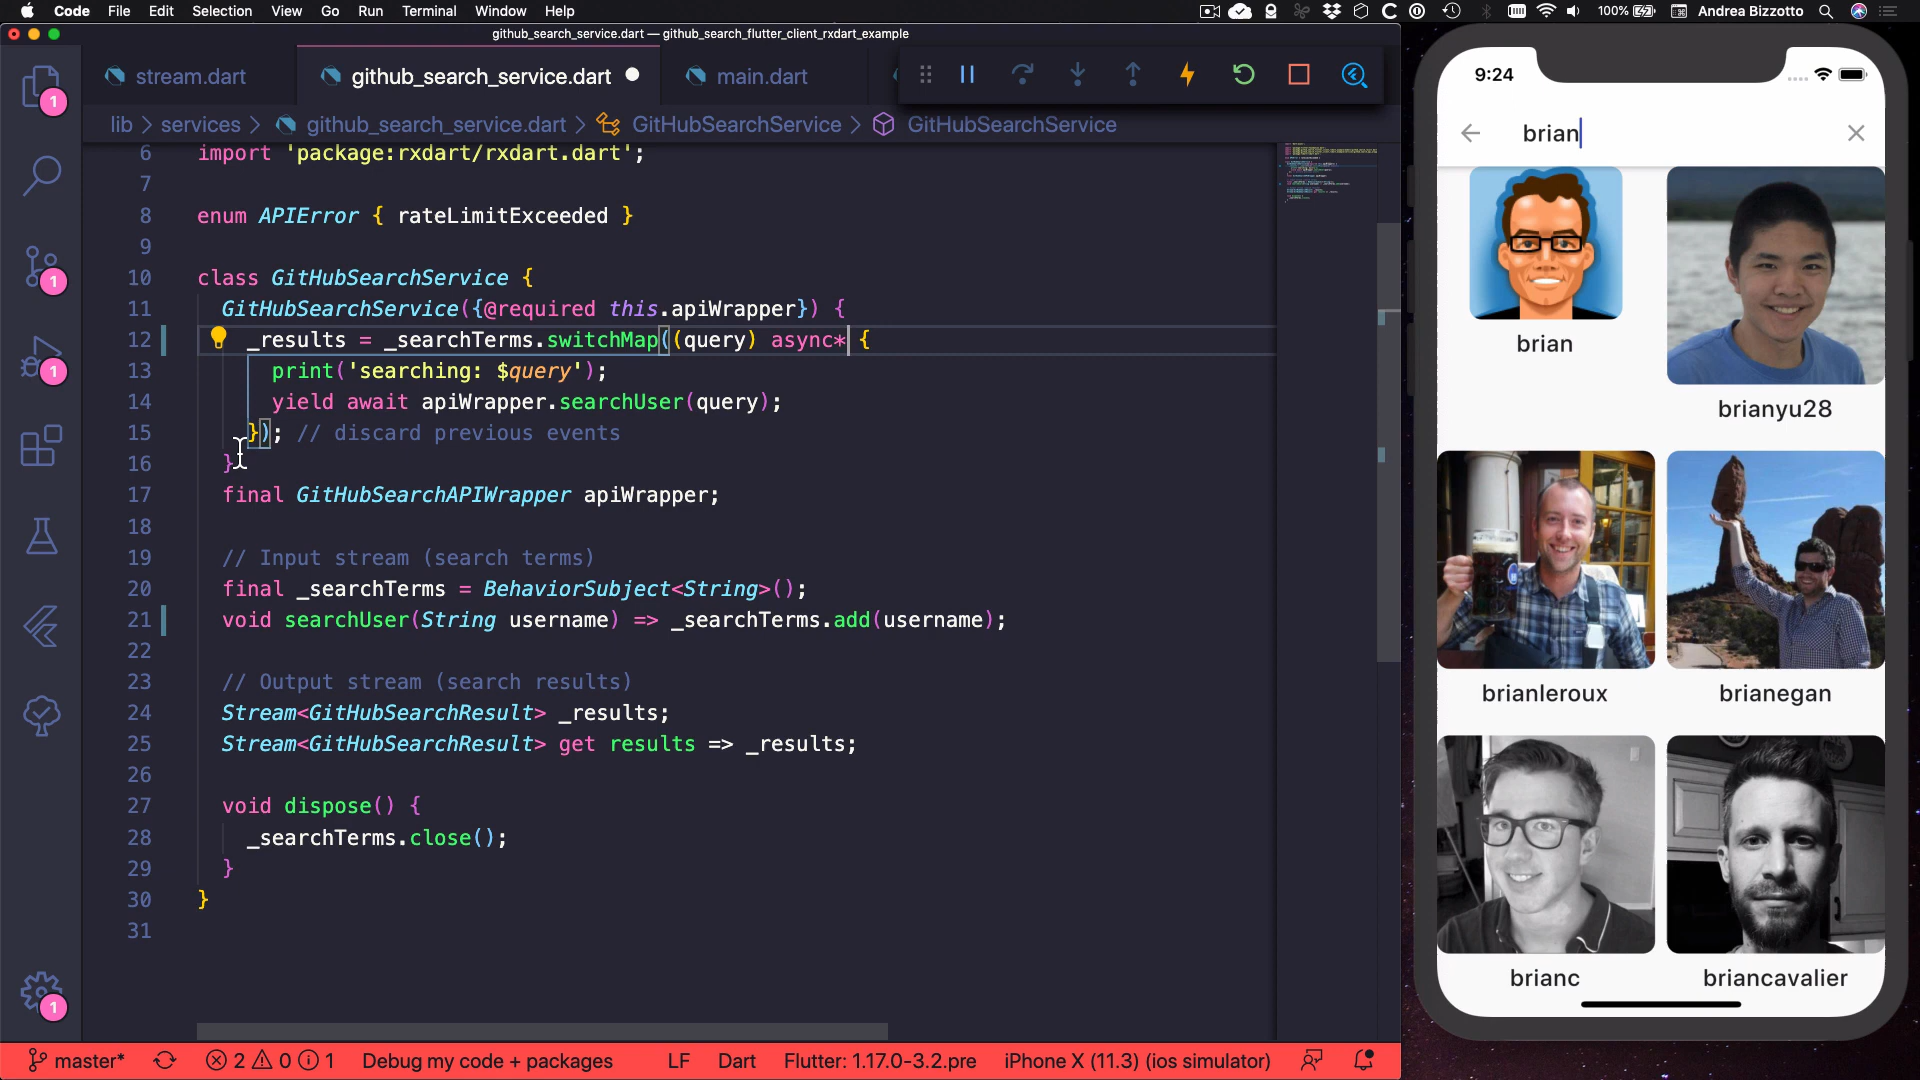 Code File Edit Selection View Go Run Terminal Window Help 100% Andrea Bizzotto
github_search_service.dart — github_search_flutter_client_rxdart_example
stream.dart github_search_service.dart main.dart
lib > services > github_search_service.dart > GitHubSearchService > GitHubSearchService
6 import 'package:rxdart/rxdart.dart';
7
8 enum APIError { rateLimitExceeded }
9
10 class GitHubSearchService {
11 GitHubSearchService({@required this.apiWrapper}) {
12 _results = _searchTerms.switchMap((query) async* {
13 print('searching: $query');
14 yield await apiWrapper.searchUser(query);
15 }); // discard previous events
16 }
17 final GitHubSearchAPIWrapper apiWrapper;
18
19 // Input stream (search terms)
20 final _searchTerms = BehaviorSubject<String>();
21 void searchUser(String username) => _searchTerms.add(username);
22
23 // Output stream (search results)
24 Stream<GitHubSearchResult> _results;
25 Stream<GitHubSearchResult> get results => _results;
26
27 void dispose() {
28 _searchTerms.close();
29 }
30 }
31
1
1
1
1
master* 2 0 1 Debug my code + packages LF Dart Flutter: 1.17.0-3.2.pre iPhone X (11.3) (ios simulator)
9:24
brian
brian
brianyu28
brianleroux
brianegan
brianc
briancavalier